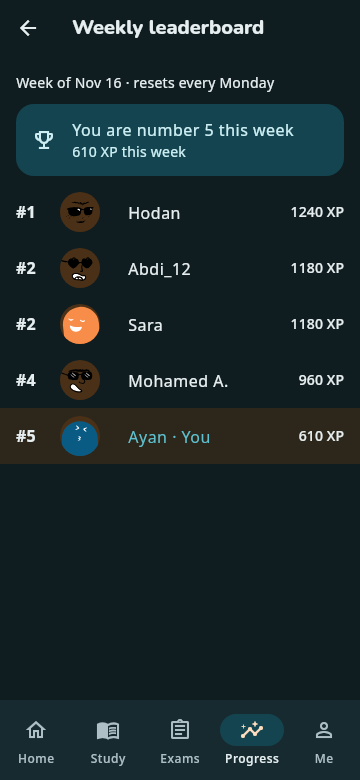 Weekly leaderboard
Week of Nov 16 · resets every Monday
You are number 5 this week
610 XP this week
#1 Hodan 1240 XP
#2 Abdi_12 1180 XP
#2 Sara 1180 XP
#4 Mohamed A. 960 XP
#5 Ayan · You 610 XP
Home Study Exams Progress Me